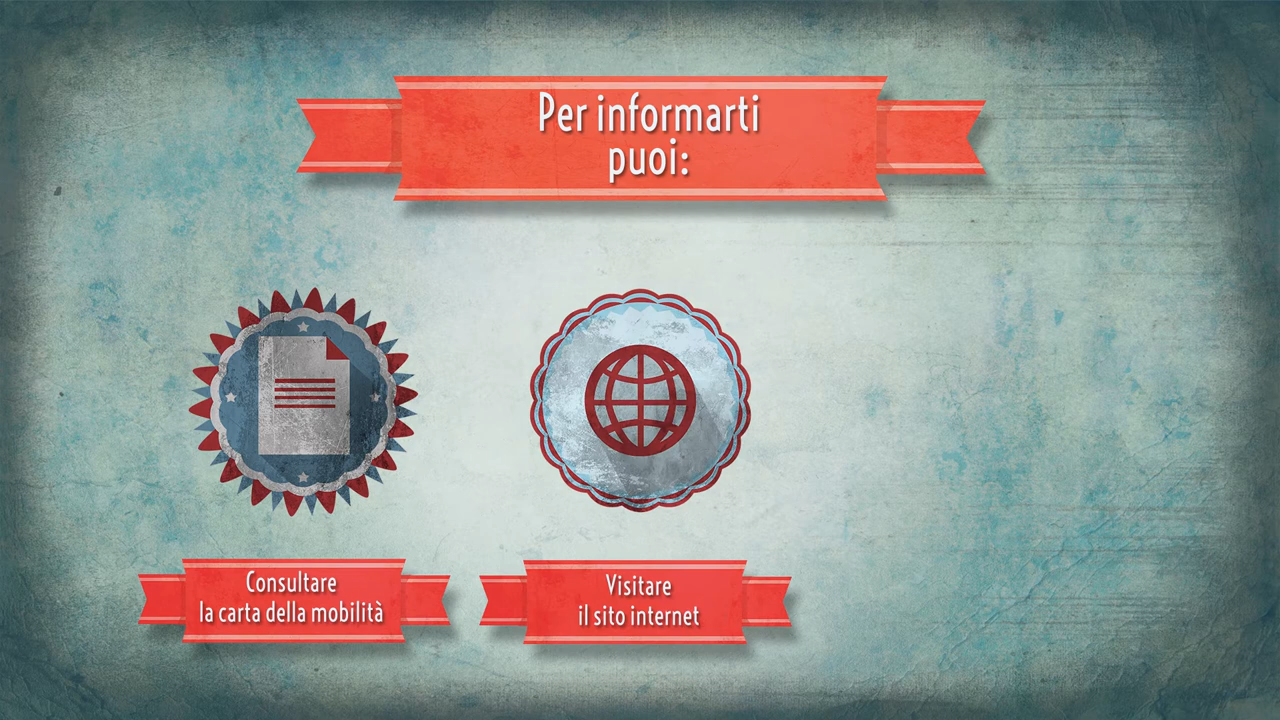 Per informarti
puoi:
Consultare
la carta della mobilità
Visitare
il sito internet